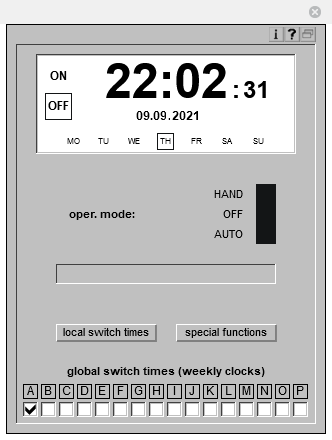 i ?
ON 22:02:31
OFF
09.09.2021
MO TU WE TH FR SA SU
HAND
oper. mode: OFF
AUTO
local switch times special functions
global switch times (weekly clocks)
A B C D E F G H I J K L M N O P